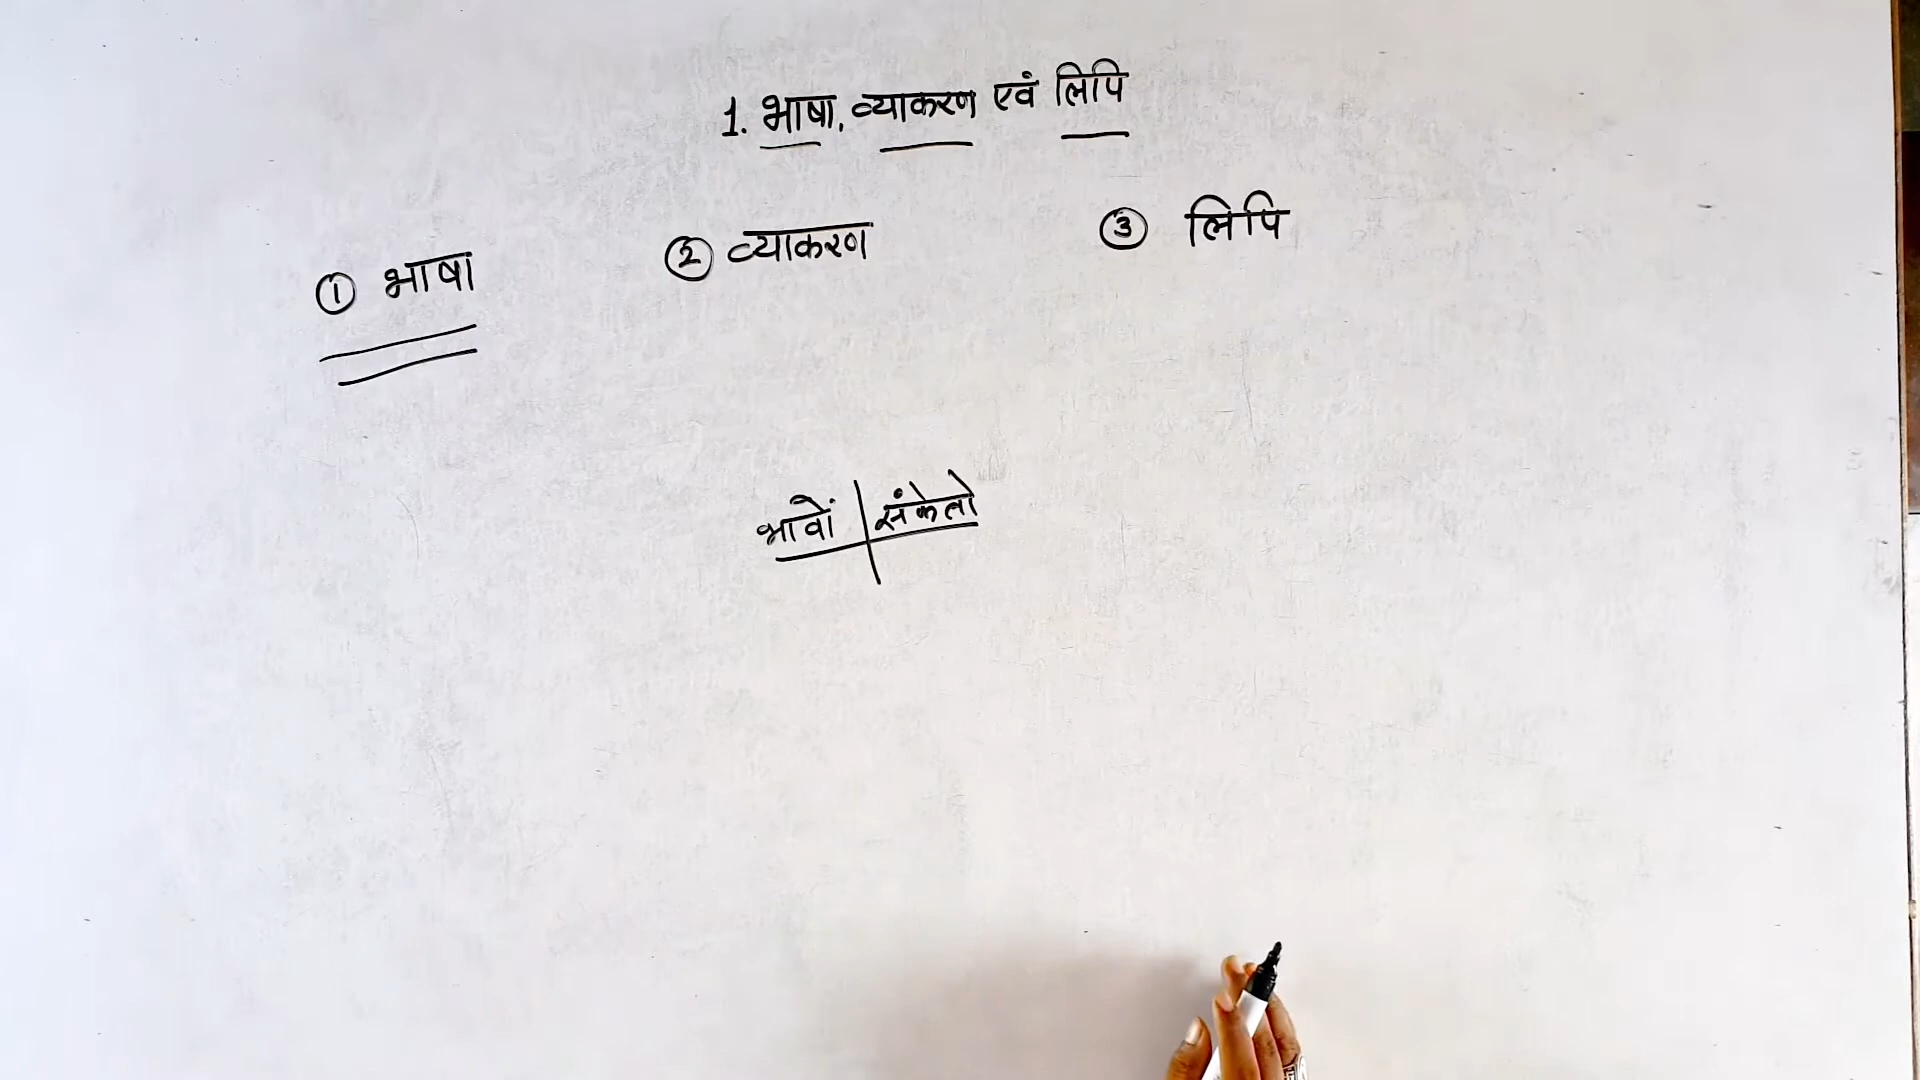 1. भाषा, व्याकरण एवं लिपि
① भाषा ② व्याकरण ③ लिपि
भावों | संकेतो